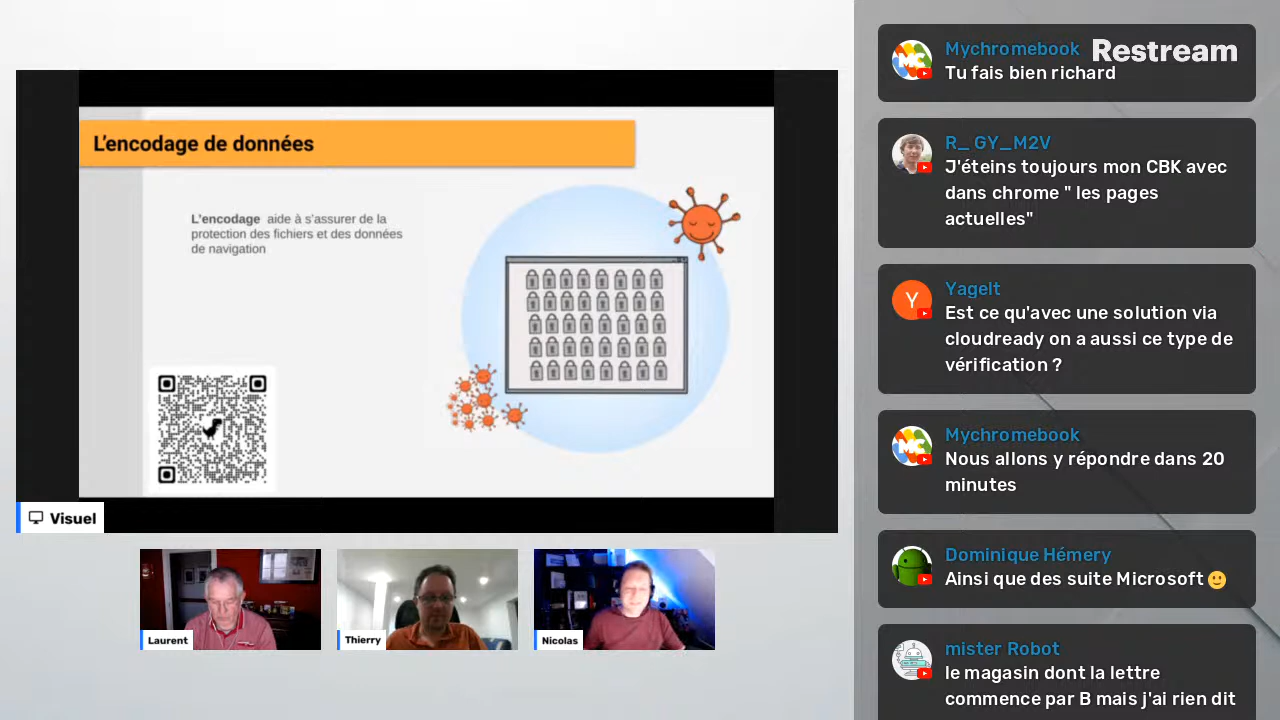 L'encodage de données
L'encodage aide à s'assurer de la
protection des fichiers et des données
de navigation
Visuel
Laurent
Thierry
Nicolas
Restream
Mychromebook
Tu fais bien richard
R_ GY_M2V
J'éteins toujours mon CBK avec
dans chrome " les pages
actuelles"
Y
YageIt
Est ce qu'avec une solution via
cloudready on a aussi ce type de
vérification ?
Mychromebook
Nous allons y répondre dans 20
minutes
Dominique Hémery
Ainsi que des suite Microsoft 🙂
mister Robot
le magasin dont la lettre
commence par B mais j'ai rien dit